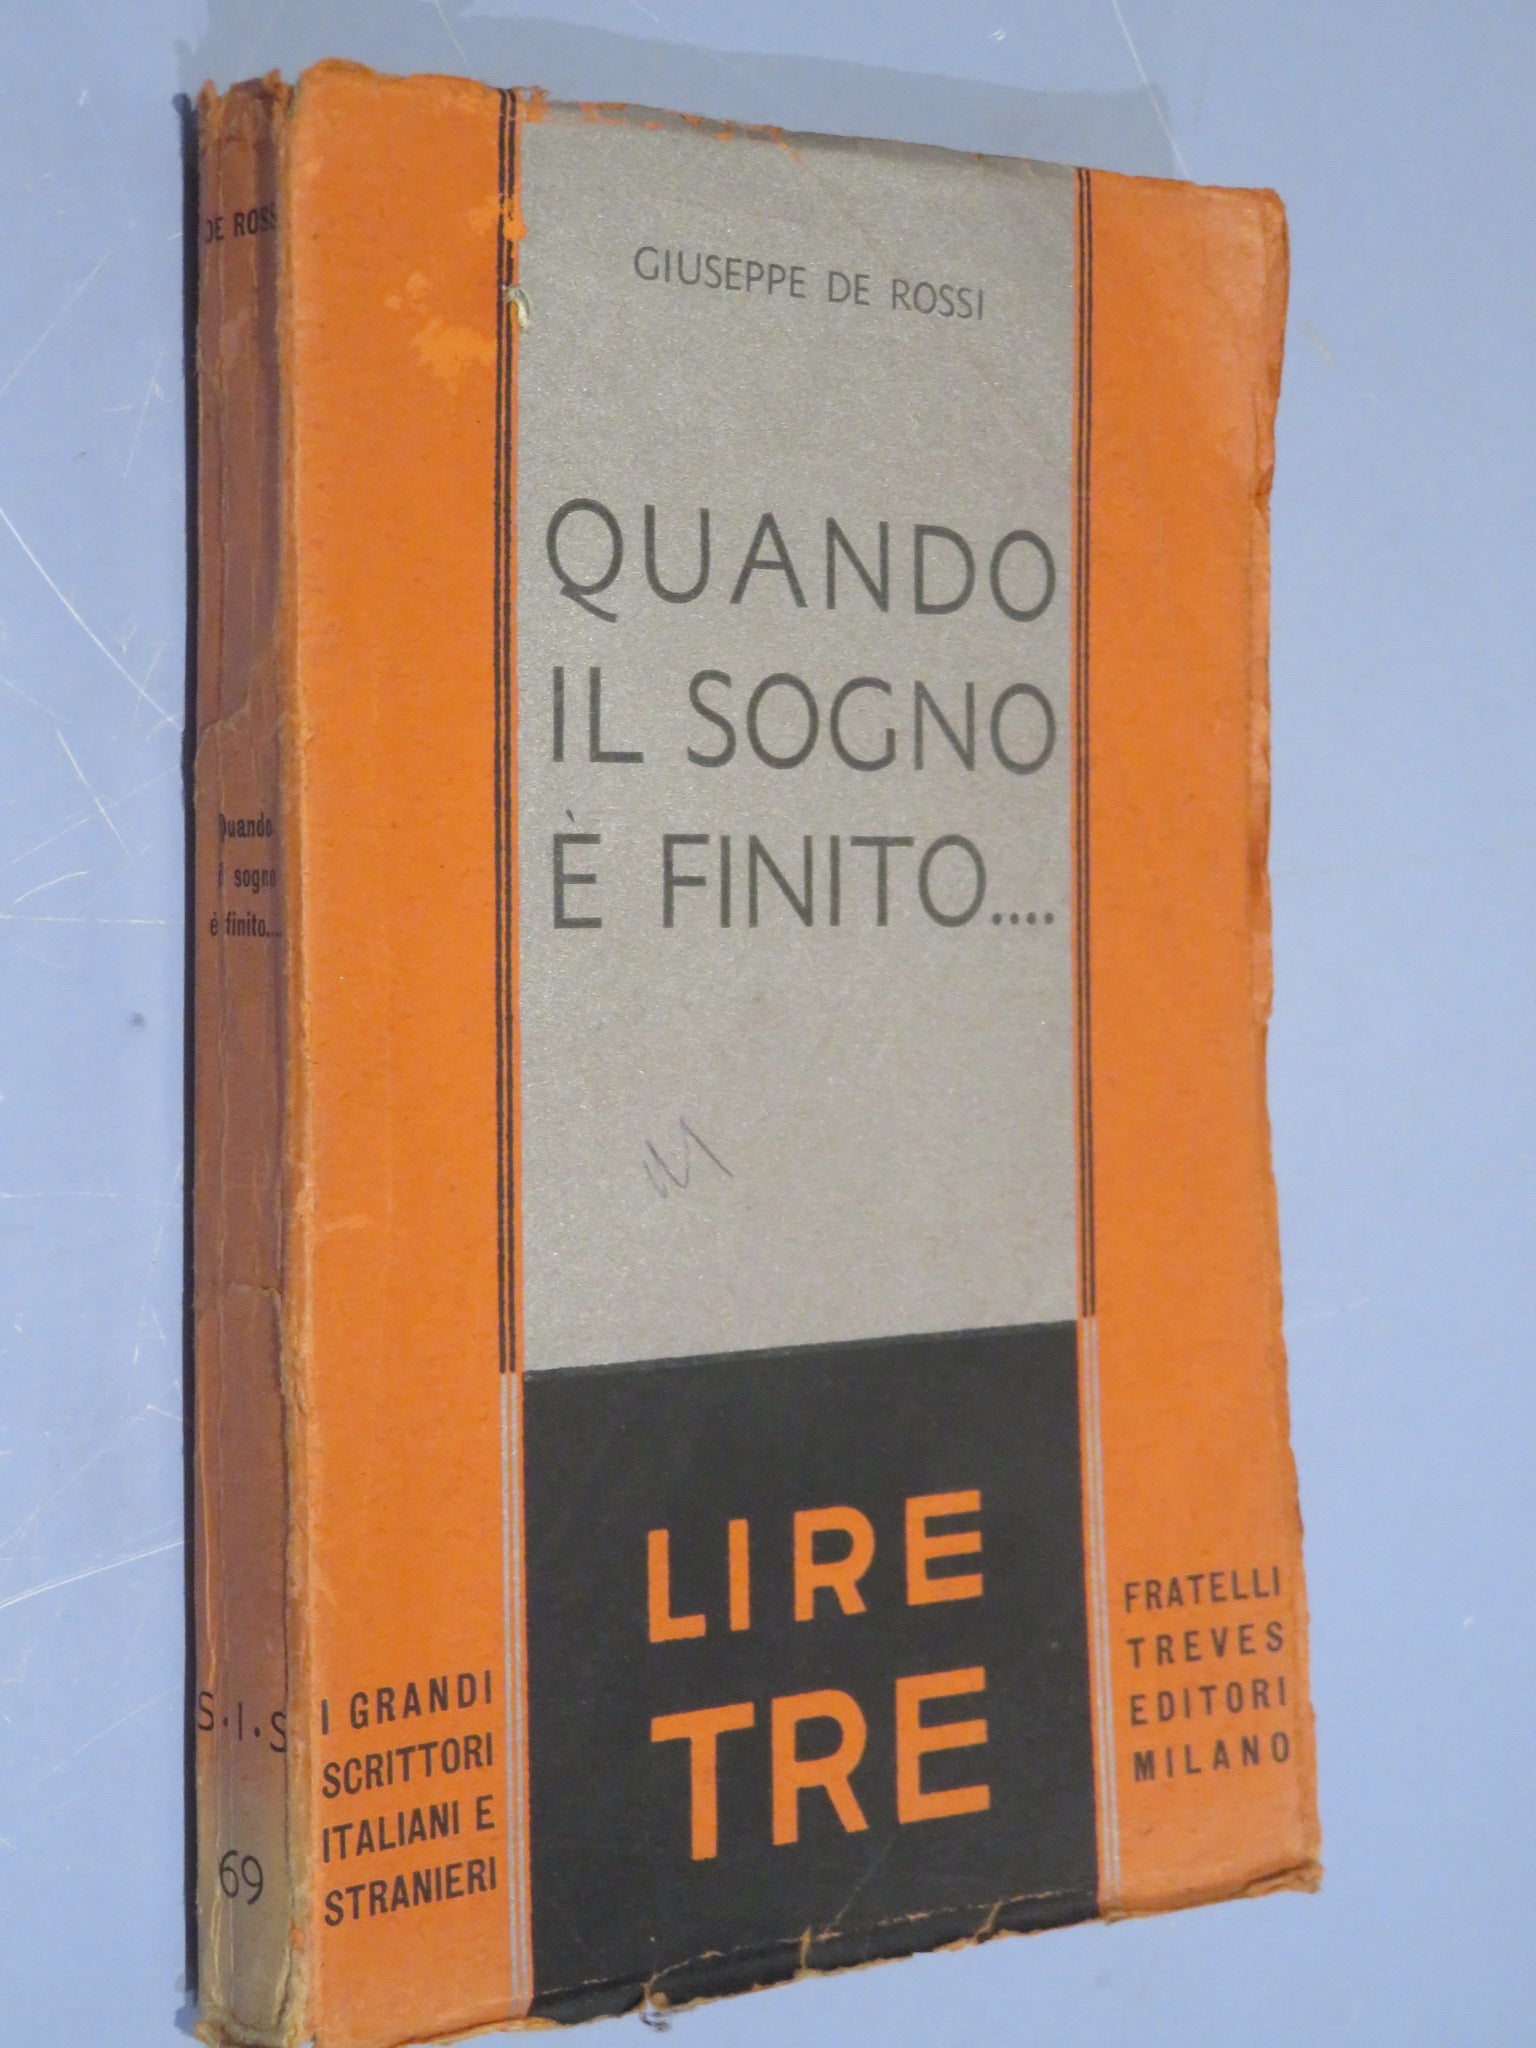 DE ROSSI
Quando
il sogno
è finito....
S.I.S
69
GIUSEPPE DE ROSSI
QUANDO
IL SOGNO
È FINITO....
LIRE
TRE
I GRANDI
SCRITTORI
ITALIANI E
STRANIERI
FRATELLI
TREVES
EDITORI
MILANO